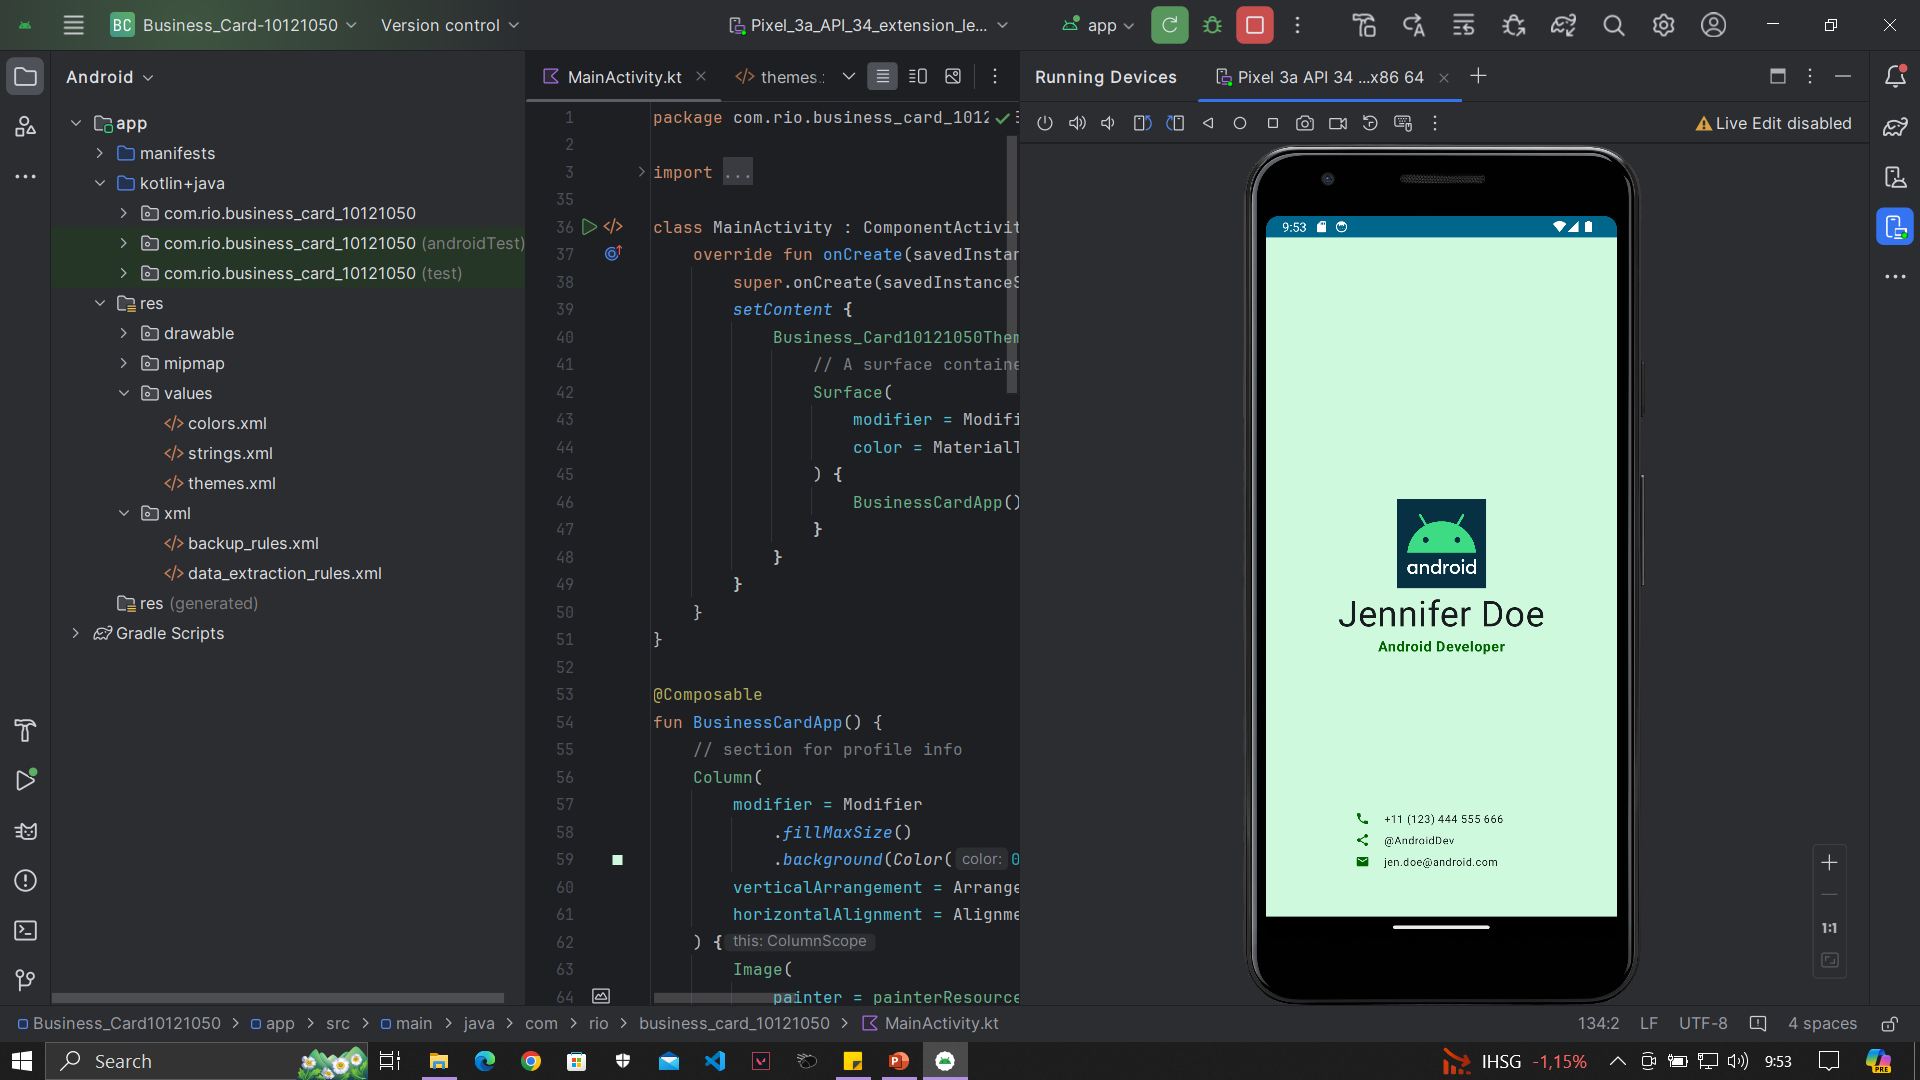 BC Business_Card-10121050 Version control Pixel_3a_API_34_extension_le... app
Android
app
manifests
kotlin+java
com.rio.business_card_10121050
com.rio.business_card_10121050 (androidTest)
com.rio.business_card_10121050 (test)
res
drawable
mipmap
values
colors.xml
strings.xml
themes.xml
xml
backup_rules.xml
data_extraction_rules.xml
res (generated)
Gradle Scripts
MainActivity.kt themes.
1 package com.rio.business_card_1012
2
3 import ...
35
36 class MainActivity : ComponentActivit
37 override fun onCreate(savedInstan
38 super.onCreate(savedInstanceS
39 setContent {
40 Business_Card10121050Them
41 // A surface containe
42 Surface(
43 modifier = Modifi
44 color = MaterialT
45 ) {
46 BusinessCardApp()
47 }
48 }
49 }
50 }
51 }
52
53 @Composable
54 fun BusinessCardApp() {
55 // section for profile info
56 Column(
57 modifier = Modifier
58 .fillMaxSize()
59 .background(Color( color: 0
60 verticalArrangement = Arrange
61 horizontalAlignment = Alignme
62 ) { this: ColumnScope
63 Image(
64 painter = painterResource
Running Devices Pixel 3a API 34 ...x86 64
Live Edit disabled
9:53
android
Jennifer Doe
Android Developer
+11 (123) 444 555 666
@AndroidDev
jen.doe@android.com
1:1
Business_Card10121050 > app > src > main > java > com > rio > business_card_10121050 > MainActivity.kt
134:2 LF UTF-8 4 spaces
Search
IHSG -1,15%
9:53
PRE